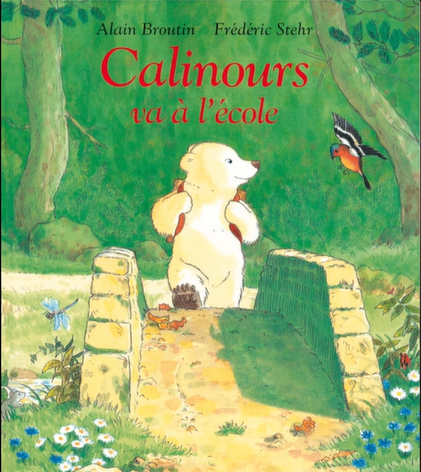 Alain Broutin Frédéric Stehr
Calinours
va à l'école